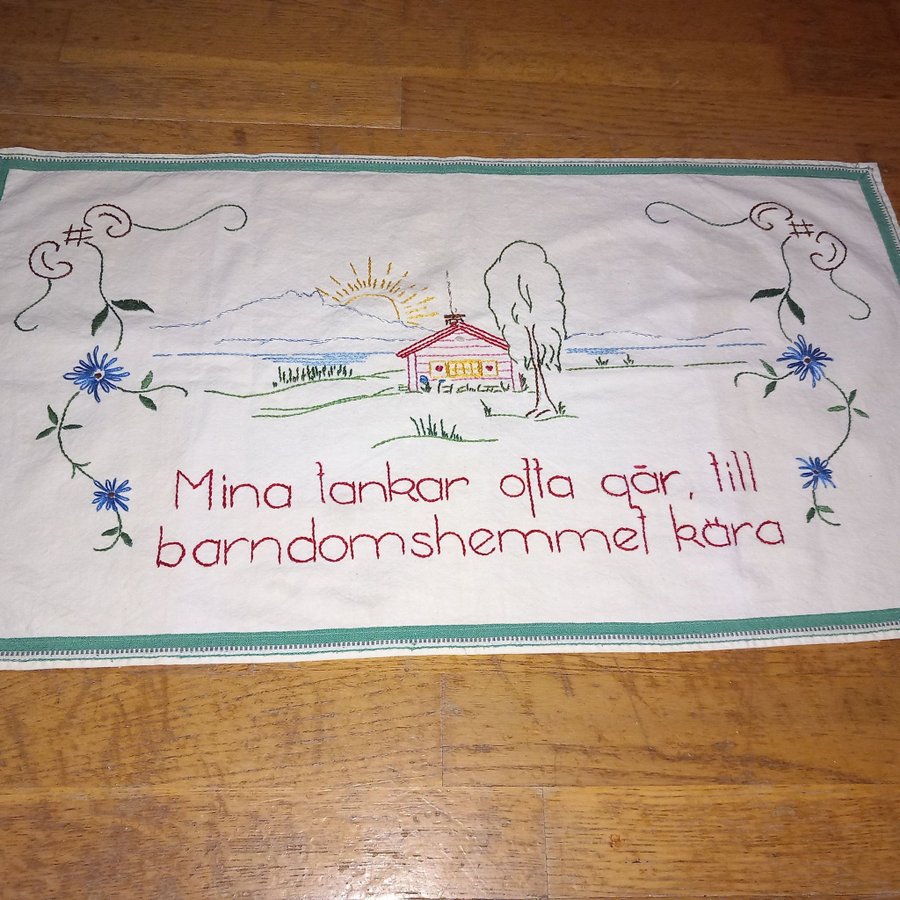 Mina tankar ofta går, till
barndomshemmet kära